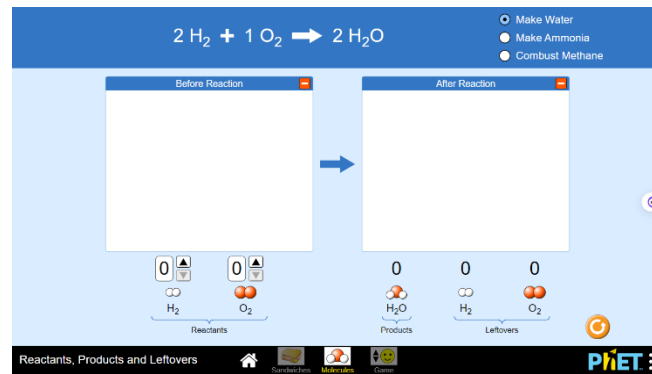 2 H₂ + 1 O₂ → 2 H₂O
Make Water
Make Ammonia
Combust Methane
Before Reaction
After Reaction
0 0
0 0 0
H₂ O₂
H₂O H₂ O₂
Reactants
Products Leftovers
Reactants, Products and Leftovers
Sandwiches Molecules Game
PhET